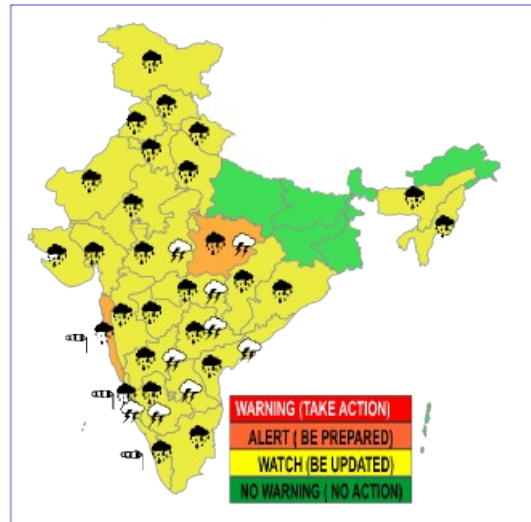 WARNING (TAKE ACTION)
ALERT ( BE PREPARED)
WATCH (BE UPDATED)
NO WARNING ( NO ACTION)